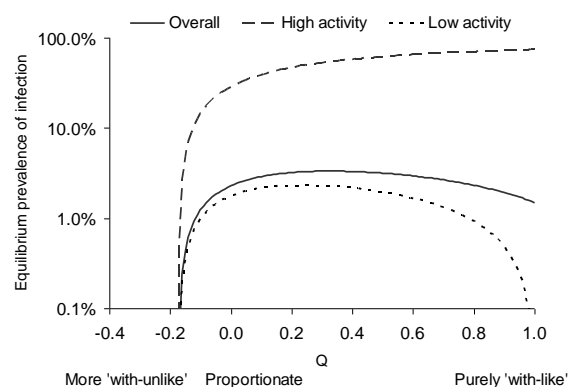 Overall High activity Low activity
Equilibrium prevalence of infection
100.0%
10.0%
1.0%
0.1%
-0.4 -0.2 0.0 0.2 0.4 0.6 0.8 1.0
Q
More 'with-unlike' Proportionate Purely 'with-like'